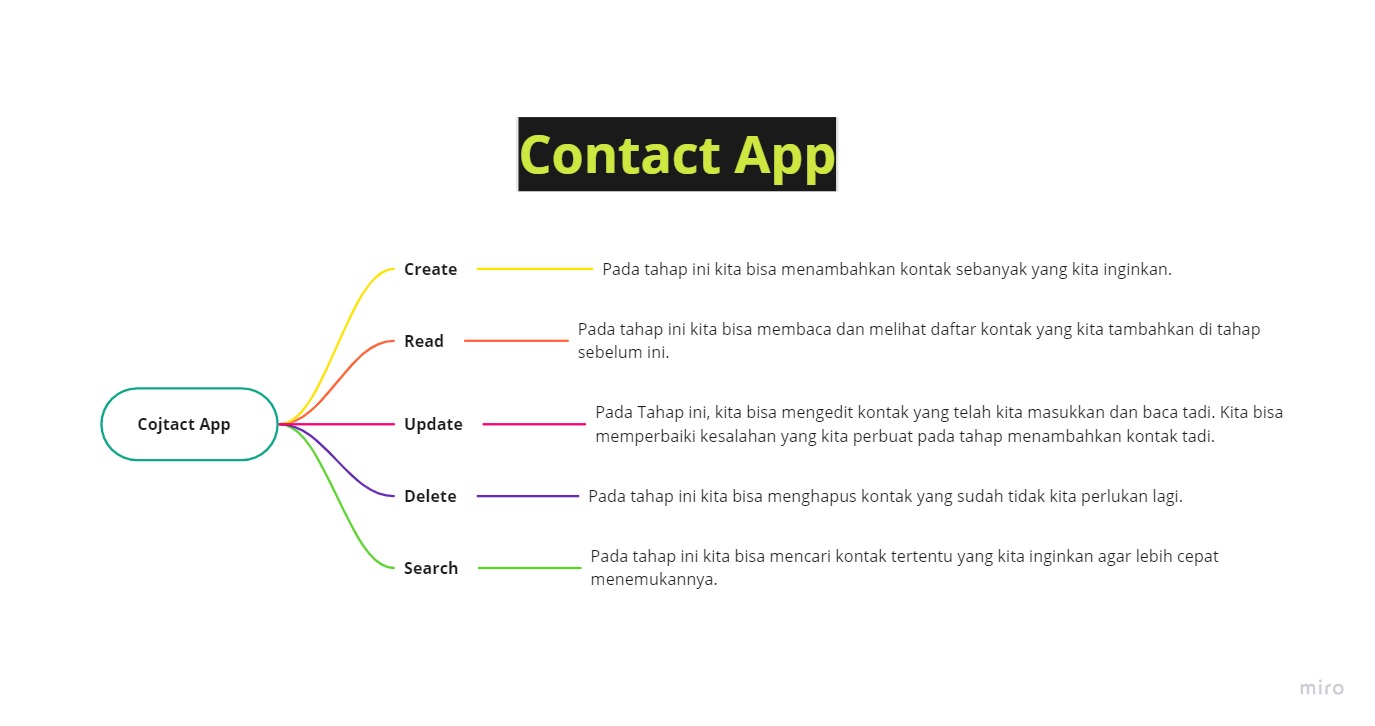 Contact App
Create
Pada tahap ini kita bisa menambahkan kontak sebanyak yang kita inginkan.
Read
Pada tahap ini kita bisa membaca dan melihat daftar kontak yang kita tambahkan di tahap
sebelum ini.
Cojtact App
Update
Pada Tahap ini, kita bisa mengedit kontak yang telah kita masukkan dan baca tadi. Kita bisa
memperbaiki kesalahan yang kita perbuat pada tahap menambahkan kontak tadi.
Delete
Pada tahap ini kita bisa menghapus kontak yang sudah tidak kita perlukan lagi.
Search
Pada tahap ini kita bisa mencari kontak tertentu yang kita inginkan agar lebih cepat
menemukannya.
miro